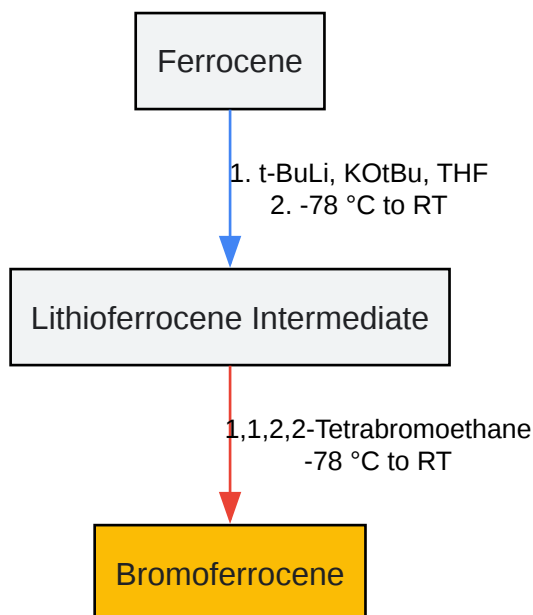 Ferrocene
1. t-BuLi, KOtBu, THF
2. -78 °C to RT
Lithioferrocene Intermediate
1,1,2,2-Tetrabromoethane
-78 °C to RT
Bromoferrocene